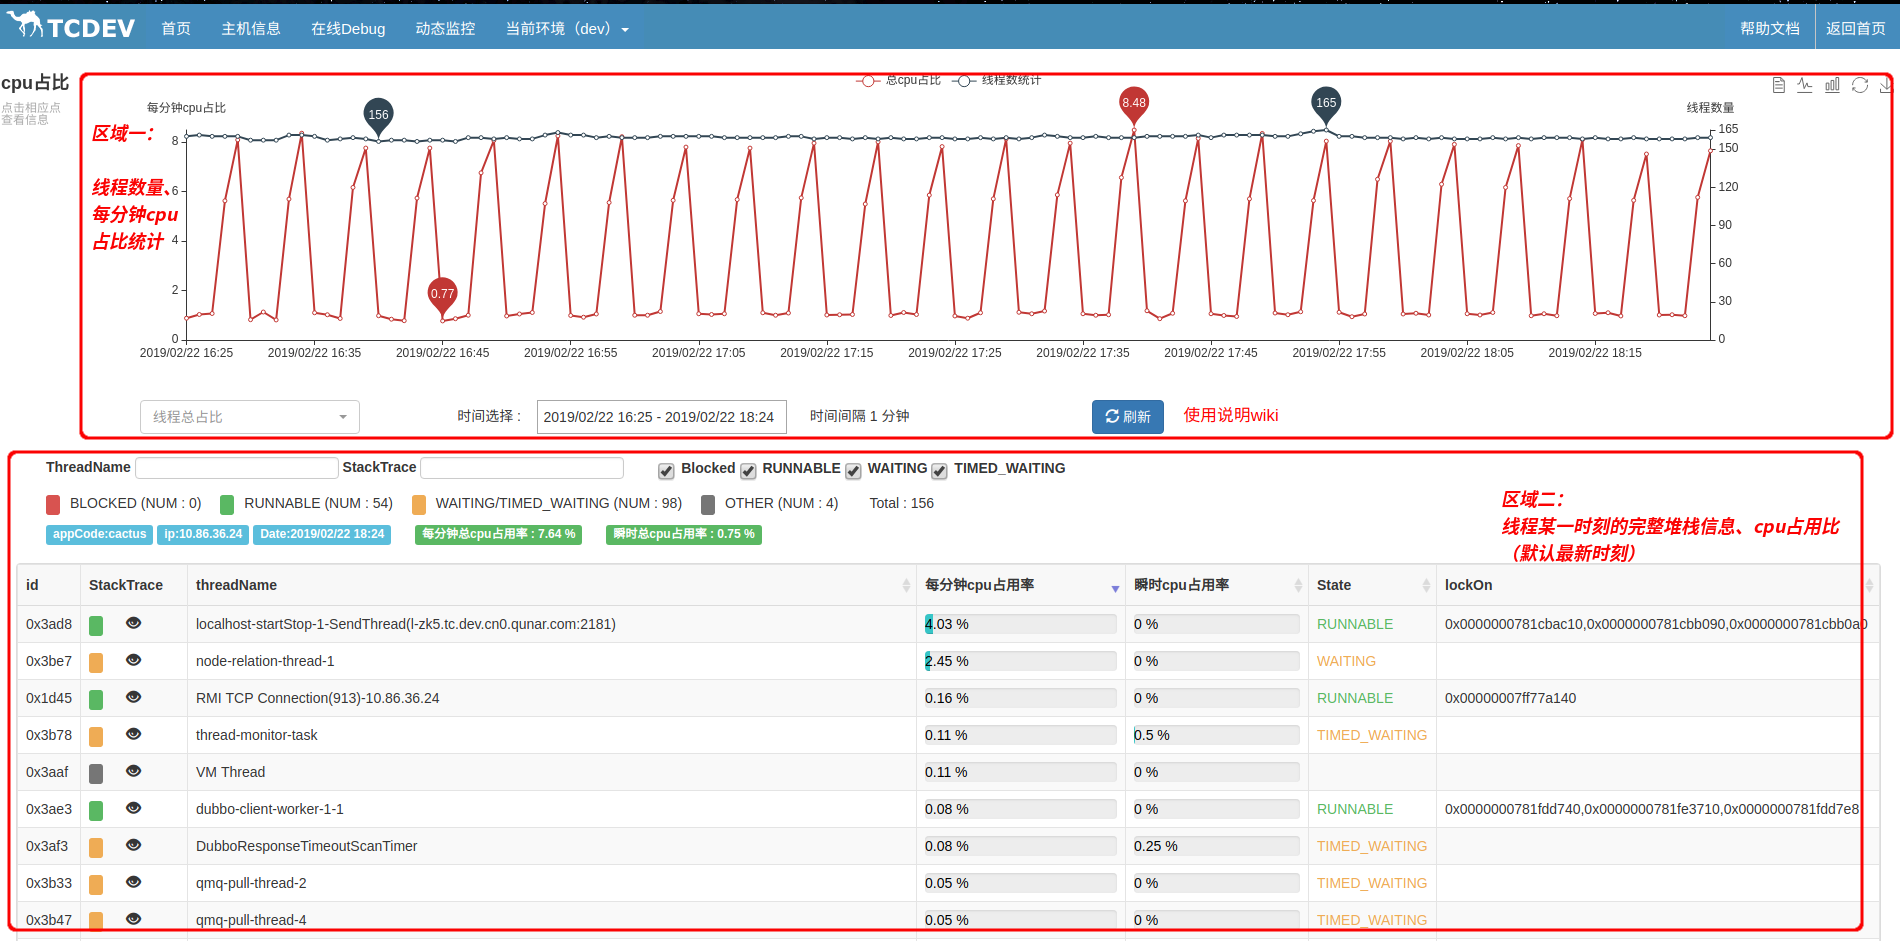 TCDEV 首页 主机信息 在线Debug 动态监控 当前环境（dev） 帮助文档 返回首页
cpu占比
点击相应点
查看信息
总cpu占比 线程数统计
每分钟cpu占比 线程数量
区域一：
线程数量、
每分钟cpu
占比统计
156 8.48 165 0.77
8
6
4
2
0
165
150
120
90
60
30
0
2019/02/22 16:25 2019/02/22 16:35 2019/02/22 16:45 2019/02/22 16:55 2019/02/22 17:05 2019/02/22 17:15 2019/02/22 17:25 2019/02/22 17:35 2019/02/22 17:45 2019/02/22 17:55 2019/02/22 18:05 2019/02/22 18:15
线程总占比 时间选择： 2019/02/22 16:25 - 2019/02/22 18:24 时间间隔 1 分钟 刷新 使用说明wiki
ThreadName StackTrace Blocked RUNNABLE WAITING TIMED_WAITING
BLOCKED (NUM : 0) RUNNABLE (NUM : 54) WAITING/TIMED_WAITING (NUM : 98) OTHER (NUM : 4) Total : 156
appCode:cactus ip:10.86.36.24 Date:2019/02/22 18:24 每分钟总cpu占用率 : 7.64 % 瞬时总cpu占用率 : 0.75 %
区域二：
线程某一时刻的完整堆栈信息、cpu占用比
（默认最新时刻）
id StackTrace threadName 每分钟cpu占用率 瞬时cpu占用率 State lockOn
0x3ad8 localhost-startStop-1-SendThread(l-zk5.tc.dev.cn0.qunar.com:2181) 4.03 % 0 % RUNNABLE 0x0000000781cbac10,0x0000000781cbb090,0x0000000781cbb0a0
0x3be7 node-relation-thread-1 2.45 % 0 % WAITING
0x1d45 RMI TCP Connection(913)-10.86.36.24 0.16 % 0 % RUNNABLE 0x00000007ff77a140
0x3b78 thread-monitor-task 0.11 % 0.5 % TIMED_WAITING
0x3aaf VM Thread 0.11 % 0 %
0x3ae3 dubbo-client-worker-1-1 0.08 % 0 % RUNNABLE 0x0000000781fdd740,0x0000000781fe3710,0x0000000781fdd7e8
0x3af3 DubboResponseTimeoutScanTimer 0.08 % 0.25 % TIMED_WAITING
0x3b33 qmq-pull-thread-2 0.05 % 0 % TIMED_WAITING
0x3b47 qmq-pull-thread-4 0.05 % 0 % TIMED_WAITING